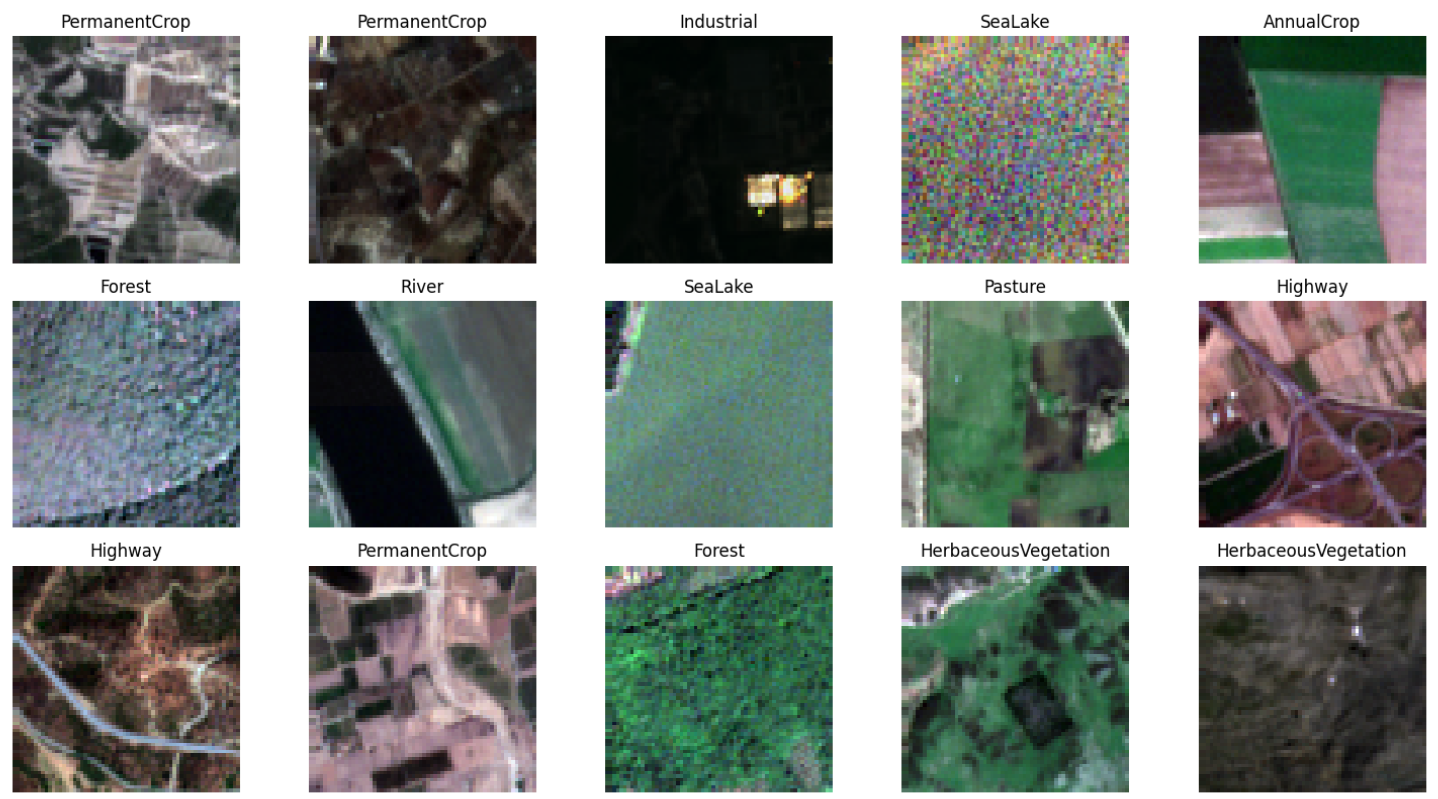 PermanentCrop
PermanentCrop
Industrial
SeaLake
AnnualCrop
Forest
River
SeaLake
Pasture
Highway
Highway
PermanentCrop
Forest
HerbaceousVegetation
HerbaceousVegetation